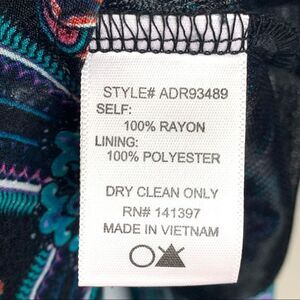 STYLE# ADR93489
SELF:
100% RAYON
LINING:
100% POLYESTER
DRY CLEAN ONLY
RN# 141397
MADE IN VIETNAM